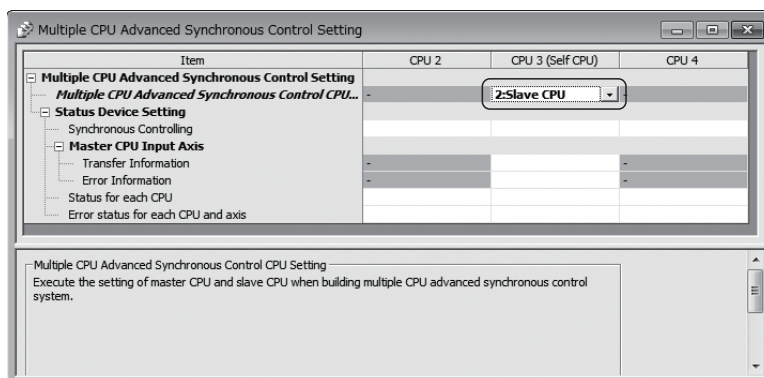 Multiple CPU Advanced Synchronous Control Setting
Item CPU 2 CPU 3 (Self CPU) CPU 4
Multiple CPU Advanced Synchronous Control Setting
Multiple CPU Advanced Synchronous Control CPU... - 2:Slave CPU -
Status Device Setting
Synchronous Controlling
Master CPU Input Axis
Transfer Information - -
Error Information - -
Status for each CPU
Error status for each CPU and axis
Multiple CPU Advanced Synchronous Control CPU Setting
Execute the setting of master CPU and slave CPU when building multiple CPU advanced synchronous control
system.